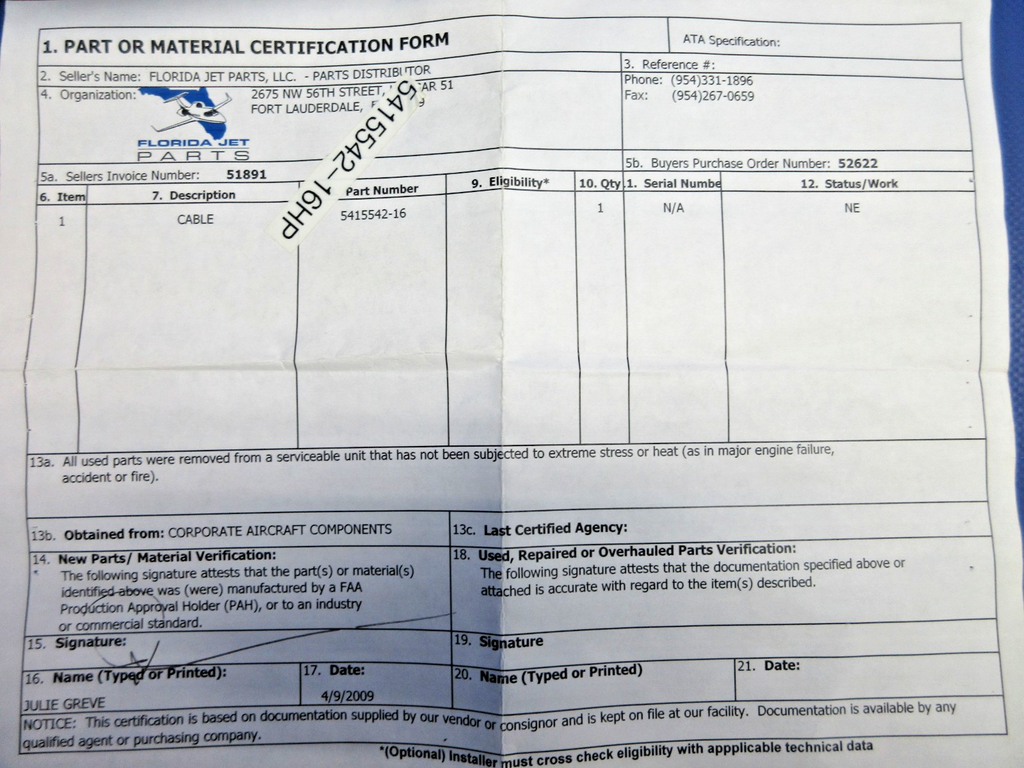 1. PART OR MATERIAL CERTIFICATION FORM
ATA Specification:
2. Seller's Name: FLORIDA JET PARTS, LLC. - PARTS DISTRIBUTOR
3. Reference #:
4. Organization:
2675 NW 56TH STREET, AR 51
FORT LAUDERDALE,
Phone: (954)331-1896
Fax: (954)267-0659
FLORIDA JET
PARTS
5415542-16HP
5a. Sellers Invoice Number: 51891
5b. Buyers Purchase Order Number: 52622
6. Item 7. Description Part Number 9. Eligibility* 10. Qty 1. Serial Numbe 12. Status/Work
1 CABLE 5415542-16 1 N/A NE
13a. All used parts were removed from a serviceable unit that has not been subjected to extreme stress or heat (as in major engine failure,
accident or fire).
13b. Obtained from: CORPORATE AIRCRAFT COMPONENTS
13c. Last Certified Agency:
14. New Parts/ Material Verification:
The following signature attests that the part(s) or material(s)
identified above was (were) manufactured by a FAA
Production Approval Holder (PAH), or to an industry
or commercial standard.
18. Used, Repaired or Overhauled Parts Verification:
The following signature attests that the documentation specified above or
attached is accurate with regard to the item(s) described.
15. Signature:
19. Signature
16. Name (Typed or Printed):
JULIE GREVE
17. Date:
4/9/2009
20. Name (Typed or Printed)
21. Date:
NOTICE: This certification is based on documentation supplied by our vendor or consignor and is kept on file at our facility. Documentation is available by any
qualified agent or purchasing company.
*(Optional) Installer must cross check eligibility with appplicable technical data